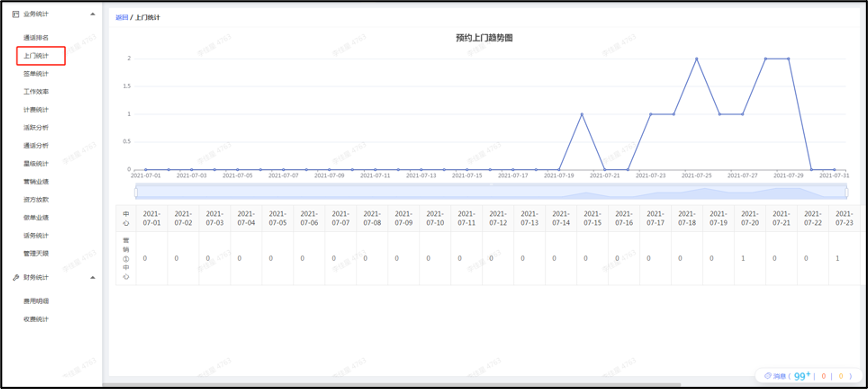 业务统计
通话排名
上门统计
签单统计
工作效率
计费统计
活跃分析
通话分析
星级统计
营销业绩
资方放款
做单业绩
话务统计
管理天眼
财务统计
费用明细
收费统计
返回 / 上门统计
预约上门趋势图
2
1.5
1
0.5
0
2021-07-01 2021-07-03 2021-07-05 2021-07-07 2021-07-09 2021-07-11 2021-07-13 2021-07-15 2021-07-17 2021-07-19 2021-07-21 2021-07-23 2021-07-25 2021-07-27 2021-07-29 2021-07-31
中心 2021-07-01 2021-07-02 2021-07-03 2021-07-04 2021-07-05 2021-07-06 2021-07-07 2021-07-08 2021-07-09 2021-07-10 2021-07-11 2021-07-12 2021-07-13 2021-07-14 2021-07-15 2021-07-16 2021-07-17 2021-07-18 2021-07-19 2021-07-20 2021-07-21 2021-07-22 2021-07-23
营销①中心 0 0 0 0 0 0 0 0 0 0 0 0 0 0 0 0 0 0 0 1 0 0 1
消息 ( 99+ | 0 | 0 )